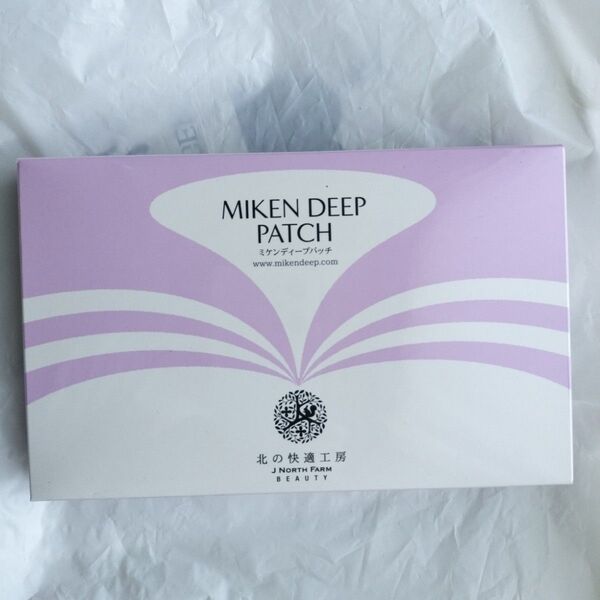 MIKEN DEEP
PATCH
ミケンディープパッチ
www.mikendeep.com
北の快適工房
J NORTH FARM
BEAUTY